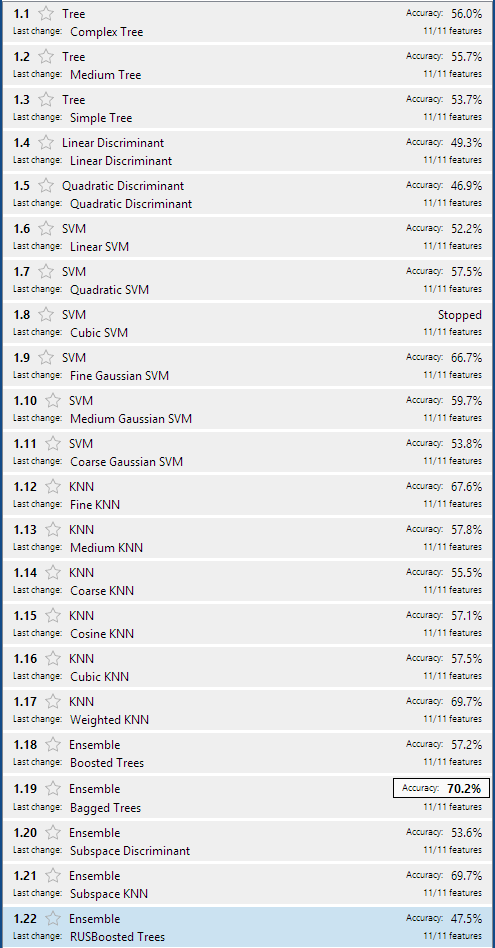 1.1 Tree Accuracy: 56.0%
Last change: Complex Tree 11/11 features
1.2 Tree Accuracy: 55.7%
Last change: Medium Tree 11/11 features
1.3 Tree Accuracy: 53.7%
Last change: Simple Tree 11/11 features
1.4 Linear Discriminant Accuracy: 49.3%
Last change: Linear Discriminant 11/11 features
1.5 Quadratic Discriminant Accuracy: 46.9%
Last change: Quadratic Discriminant 11/11 features
1.6 SVM Accuracy: 52.2%
Last change: Linear SVM 11/11 features
1.7 SVM Accuracy: 57.5%
Last change: Quadratic SVM 11/11 features
1.8 SVM Stopped
Last change: Cubic SVM 11/11 features
1.9 SVM Accuracy: 66.7%
Last change: Fine Gaussian SVM 11/11 features
1.10 SVM Accuracy: 59.7%
Last change: Medium Gaussian SVM 11/11 features
1.11 SVM Accuracy: 53.8%
Last change: Coarse Gaussian SVM 11/11 features
1.12 KNN Accuracy: 67.6%
Last change: Fine KNN 11/11 features
1.13 KNN Accuracy: 57.8%
Last change: Medium KNN 11/11 features
1.14 KNN Accuracy: 55.5%
Last change: Coarse KNN 11/11 features
1.15 KNN Accuracy: 57.1%
Last change: Cosine KNN 11/11 features
1.16 KNN Accuracy: 57.5%
Last change: Cubic KNN 11/11 features
1.17 KNN Accuracy: 69.7%
Last change: Weighted KNN 11/11 features
1.18 Ensemble Accuracy: 57.2%
Last change: Boosted Trees 11/11 features
1.19 Ensemble Accuracy: 70.2%
Last change: Bagged Trees 11/11 features
1.20 Ensemble Accuracy: 53.6%
Last change: Subspace Discriminant 11/11 features
1.21 Ensemble Accuracy: 69.7%
Last change: Subspace KNN 11/11 features
1.22 Ensemble Accuracy: 47.5%
Last change: RUSBoosted Trees 11/11 features